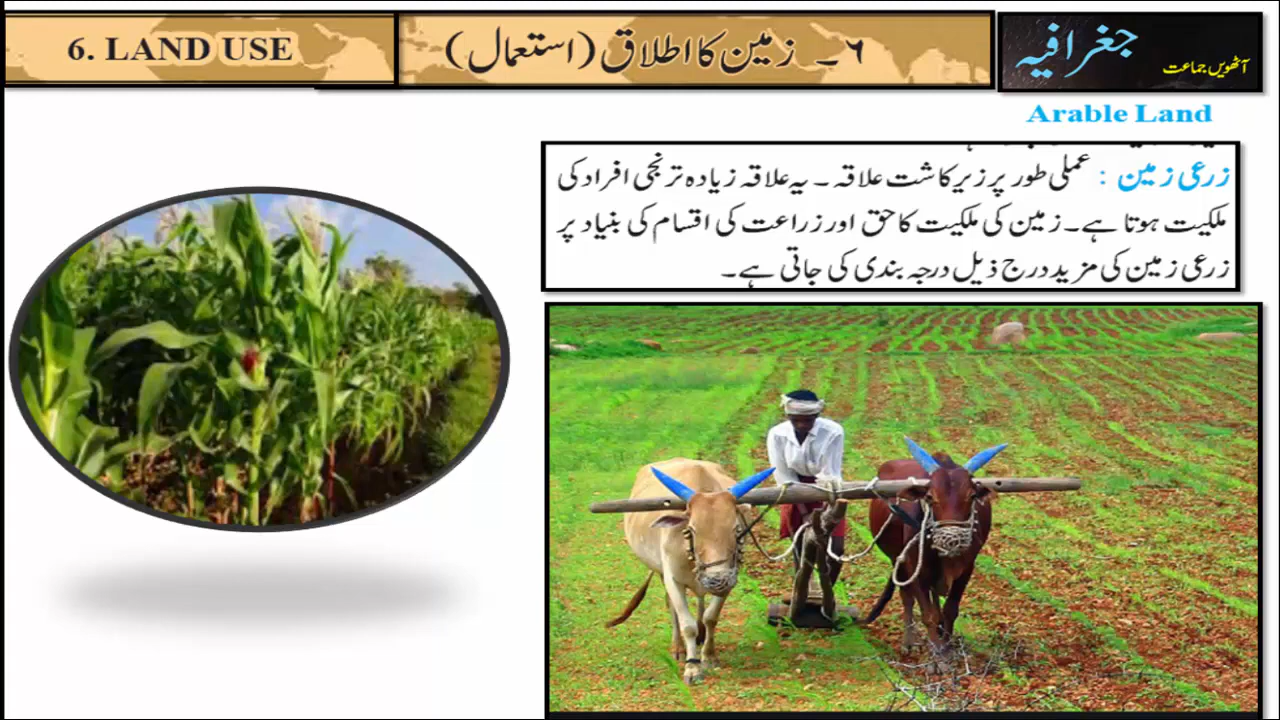 6. LAND USE
۶۔ زمین کا اطلاق (استعمال)
جغرافیہ
آٹھویں جماعت
Arable Land
زرعی زمین : عملی طور پر زیر کاشت علاقہ۔ یہ علاقہ زیادہ تر نجی افراد کی
ملکیت ہوتا ہے۔ زمین کی ملکیت کا حق اور زراعت کی اقسام کی بنیاد پر
زرعی زمین کی مزید درج ذیل درجہ بندی کی جاتی ہے۔